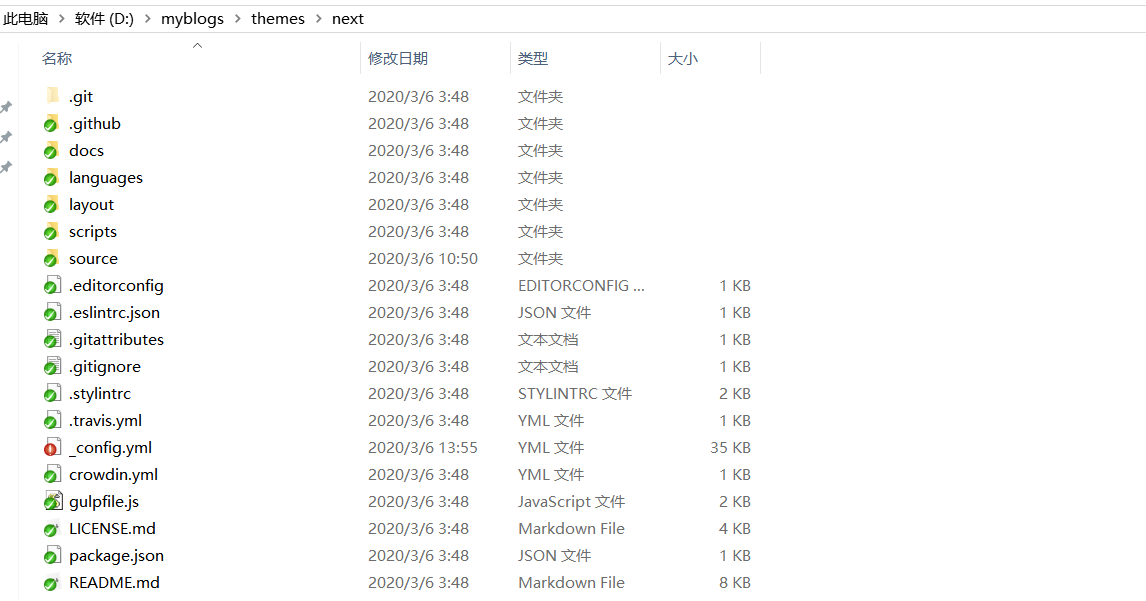 此电脑 > 软件 (D:) > myblogs > themes > next
名称 修改日期 类型 大小
.git 2020/3/6 3:48 文件夹
.github 2020/3/6 3:48 文件夹
docs 2020/3/6 3:48 文件夹
languages 2020/3/6 3:48 文件夹
layout 2020/3/6 3:48 文件夹
scripts 2020/3/6 3:48 文件夹
source 2020/3/6 10:50 文件夹
.editorconfig 2020/3/6 3:48 EDITORCONFIG ... 1 KB
.eslintrc.json 2020/3/6 3:48 JSON 文件 1 KB
.gitattributes 2020/3/6 3:48 文本文档 1 KB
.gitignore 2020/3/6 3:48 文本文档 1 KB
.stylintrc 2020/3/6 3:48 STYLINTRC 文件 2 KB
.travis.yml 2020/3/6 3:48 YML 文件 1 KB
_config.yml 2020/3/6 13:55 YML 文件 35 KB
crowdin.yml 2020/3/6 3:48 YML 文件 1 KB
gulpfile.js 2020/3/6 3:48 JavaScript 文件 2 KB
LICENSE.md 2020/3/6 3:48 Markdown File 4 KB
package.json 2020/3/6 3:48 JSON 文件 1 KB
README.md 2020/3/6 3:48 Markdown File 8 KB